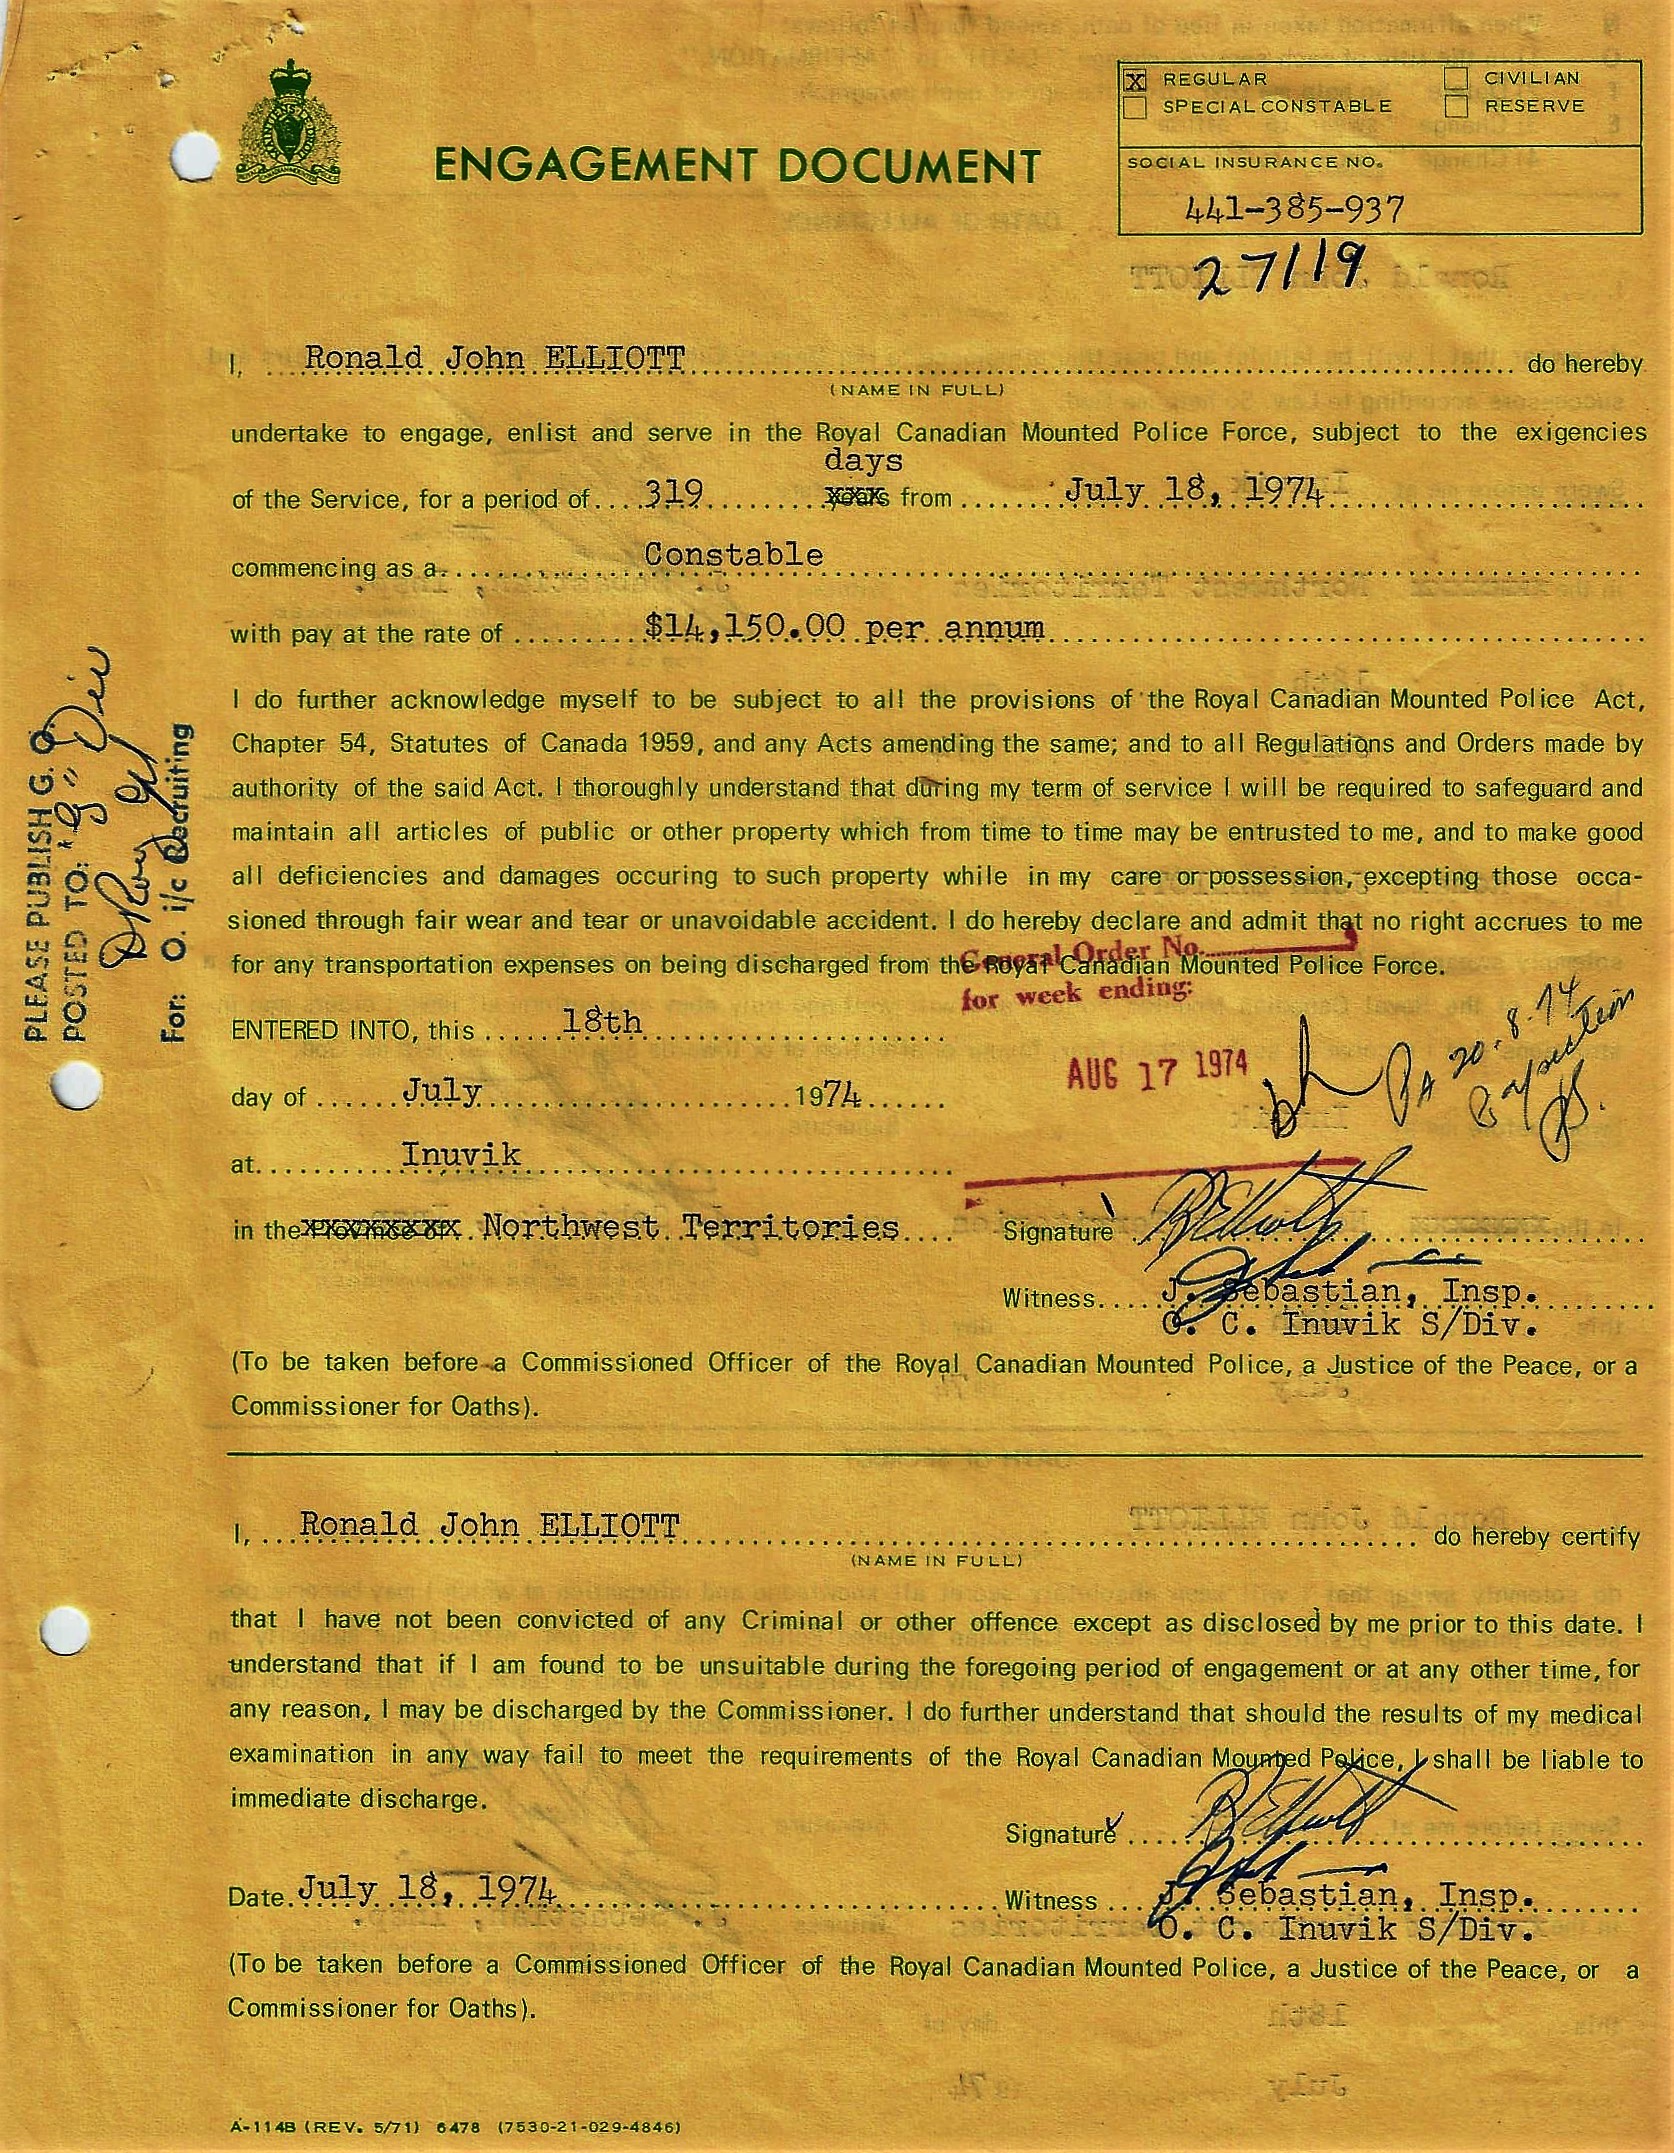 ENGAGEMENT DOCUMENT
X REGULAR CIVILIAN
SPECIAL CONSTABLE RESERVE
SOCIAL INSURANCE NO.
441-385-937
27119
I, Ronald John ELLIOTT do hereby
(NAME IN FULL)
undertake to engage, enlist and serve in the Royal Canadian Mounted Police Force, subject to the exigencies
days
of the Service, for a period of 319 years from July 18, 1974
commencing as a Constable
with pay at the rate of $14,150.00 per annum
I do further acknowledge myself to be subject to all the provisions of the Royal Canadian Mounted Police Act,
Chapter 54, Statutes of Canada 1959, and any Acts amending the same; and to all Regulations and Orders made by
authority of the said Act. I thoroughly understand that during my term of service I will be required to safeguard and
maintain all articles of public or other property which from time to time may be entrusted to me, and to make good
all deficiencies and damages occuring to such property while in my care or possession, excepting those occa-
sioned through fair wear and tear or unavoidable accident. I do hereby declare and admit that no right accrues to me
for any transportation expenses on being discharged from the Royal Canadian Mounted Police Force.
General Order No.
for week ending:
AUG 17 1974
PA 20.8.74
ENTERED INTO, this 18th
day of July 1974
at Inuvik
in the Province of Northwest Territories Signature
Witness J. Sebastian, Insp.
O. C. Inuvik S/Div.
(To be taken before a Commissioned Officer of the Royal Canadian Mounted Police, a Justice of the Peace, or a
Commissioner for Oaths).
I, Ronald John ELLIOTT do hereby certify
(NAME IN FULL)
that I have not been convicted of any Criminal or other offence except as disclosed by me prior to this date. I
understand that if I am found to be unsuitable during the foregoing period of engagement or at any other time, for
any reason, I may be discharged by the Commissioner. I do further understand that should the results of my medical
examination in any way fail to meet the requirements of the Royal Canadian Mounted Police, I shall be liable to
immediate discharge.
Signature RJElliott
Date July 18, 1974 Witness J. Sebastian, Insp.
O. C. Inuvik S/Div.
(To be taken before a Commissioned Officer of the Royal Canadian Mounted Police, a Justice of the Peace, or a
Commissioner for Oaths).
A-114B (REV. 5/71) 6478 (7530-21-029-4846)
PLEASE PUBLISH G. O.
POSTED TO: "G" Div
For: O. i/c Recruiting